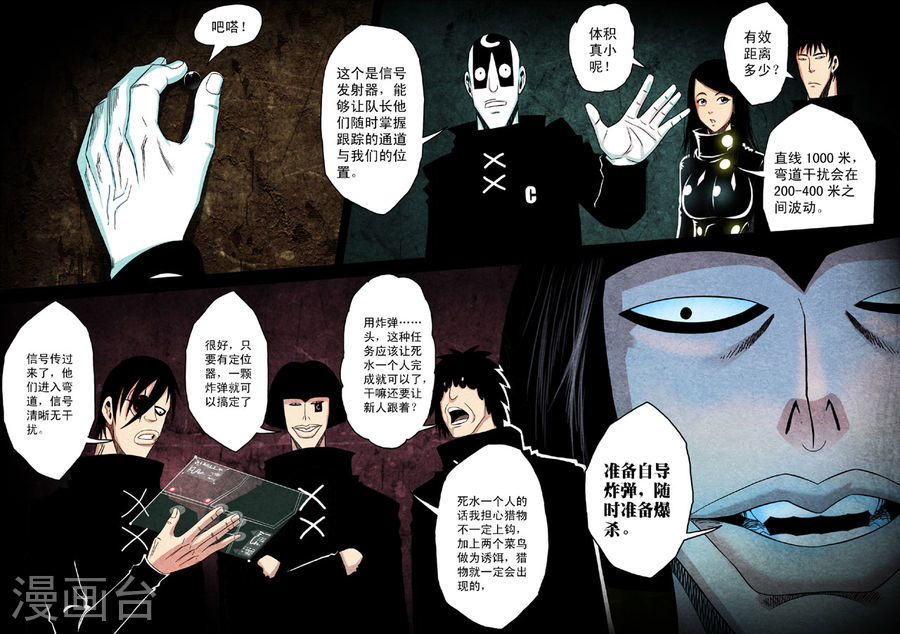 吧嗒！
这个是信号
发射器，能
够让队长他
们随时掌握
跟踪的通道
与我们的位
置。
体积
真小
呢！
有效
距离
多少？
直线 1000 米，
弯道干扰会在
200-400 米之
间波动。
C
信号传过
来了，他
们进入弯
道，信号
清晰无干
扰。
很好，只
要有定位
器，一颗
炸弹就可
以搞定了
用炸弹……
头，这种任
务应该让死
水一个人完
成就可以了，
干嘛还要让
新人跟着？
死水一个人的
话我担心猎物
不一定上钩，
加上两个菜鸟
做为诱饵，猎
物就一定会出
现的，
准备自导
炸弹，随
时准备爆
杀。
漫画台